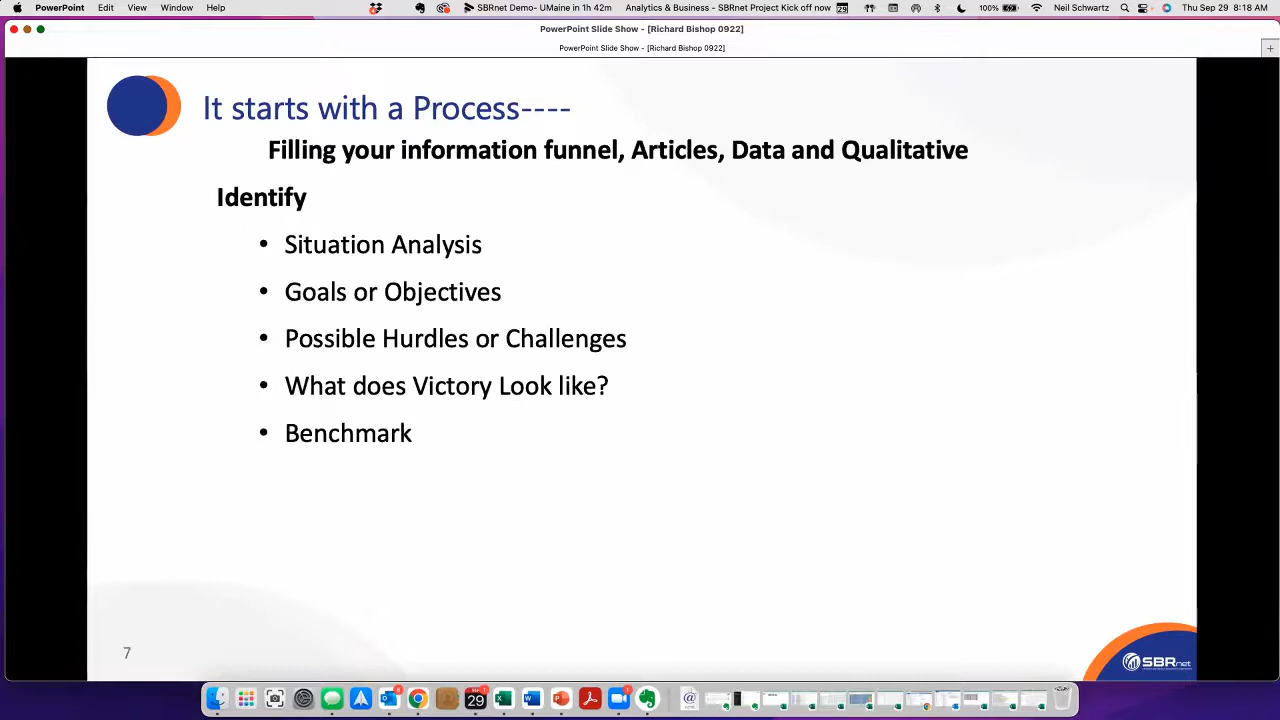 PowerPoint Edit View Window Help SBRnet Demo- UMaine in 1h 42m Analytics & Business - SBRnet Project Kick off now 100% Neil Schwartz Thu Sep 29 8:18 AM
PowerPoint Slide Show - [Richard Bishop 0922]
PowerPoint Slide Show - [Richard Bishop 0922]
It starts with a Process----
Filling your information funnel, Articles, Data and Qualitative
Identify
• Situation Analysis
• Goals or Objectives
• Possible Hurdles or Challenges
• What does Victory Look like?
• Benchmark
7
SBRnet
29